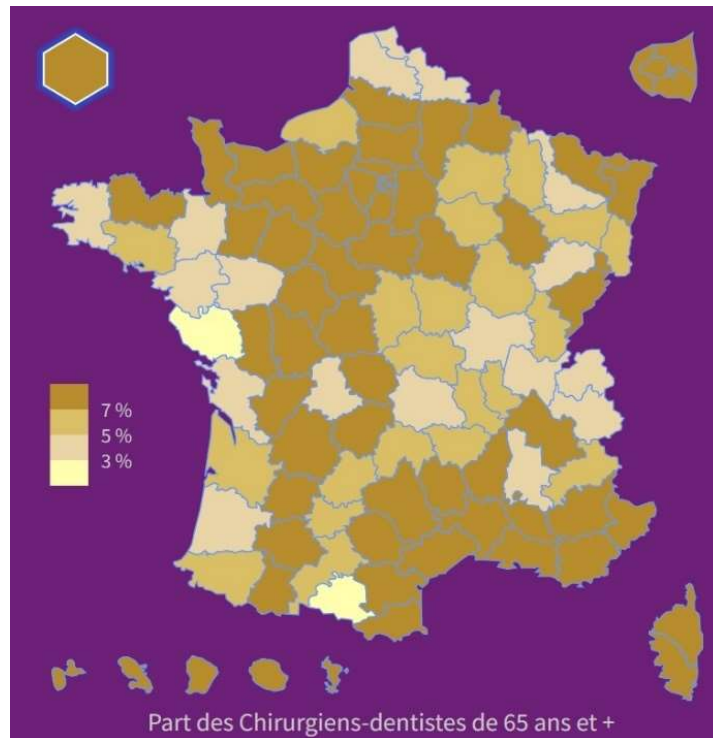 7 %
5 %
3 %
Part des Chirurgiens-dentistes de 65 ans et +